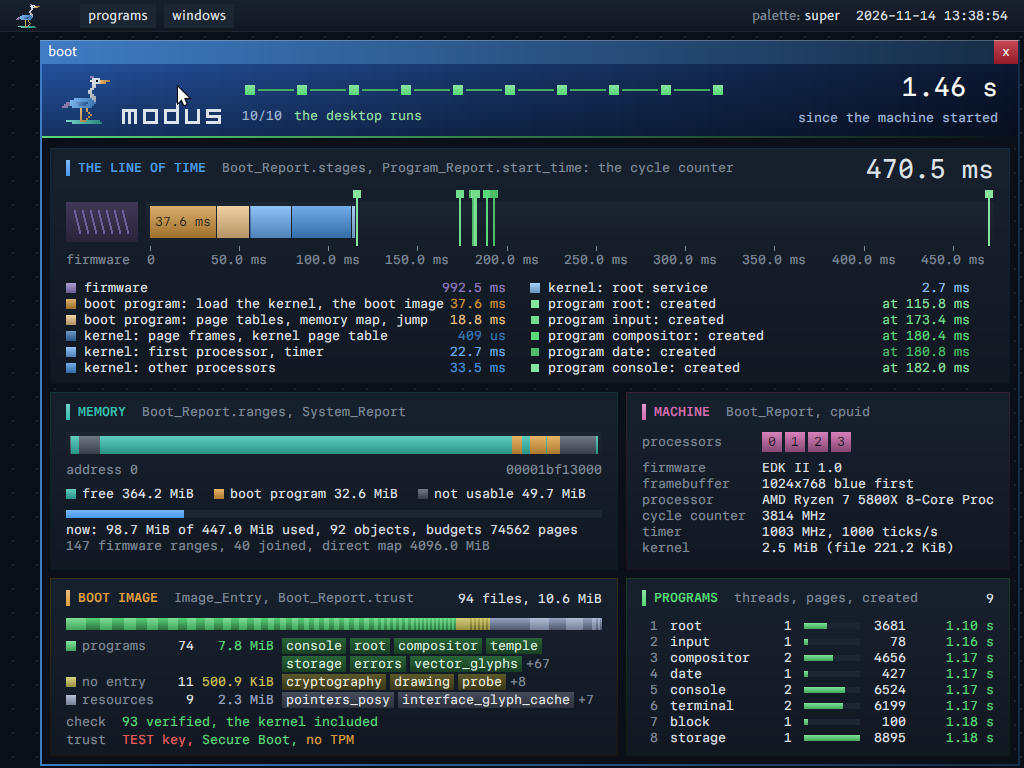 programs windows palette: super 2026-11-14 13:38:54
boot x
modus 10/10 the desktop runs 1.46 s
since the machine started
THE LINE OF TIME Boot_Report.stages, Program_Report.start_time: the cycle counter 470.5 ms
37.6 ms
firmware 0 50.0 ms 100.0 ms 150.0 ms 200.0 ms 250.0 ms 300.0 ms 350.0 ms 400.0 ms 450.0 ms
firmware 992.5 ms kernel: root service 2.7 ms
boot program: load the kernel, the boot image 37.6 ms program root: created at 115.8 ms
boot program: page tables, memory map, jump 18.8 ms program input: created at 173.4 ms
kernel: page frames, kernel page table 409 us program compositor: created at 180.4 ms
kernel: first processor, timer 22.7 ms program date: created at 180.8 ms
kernel: other processors 33.5 ms program console: created at 182.0 ms
MEMORY Boot_Report.ranges, System_Report
address 0 00001bf13000
free 364.2 MiB boot program 32.6 MiB not usable 49.7 MiB
now: 98.7 MiB of 447.0 MiB used, 92 objects, budgets 74562 pages
147 firmware ranges, 40 joined, direct map 4096.0 MiB
MACHINE Boot_Report, cpuid
processors 0 1 2 3
firmware EDK II 1.0
framebuffer 1024x768 blue first
processor AMD Ryzen 7 5800X 8-Core Proc
cycle counter 3814 MHz
timer 1003 MHz, 1000 ticks/s
kernel 2.5 MiB (file 221.2 KiB)
BOOT IMAGE Image_Entry, Boot_Report.trust 94 files, 10.6 MiB
programs 74 7.8 MiB console root compositor temple
storage errors vector_glyphs +67
no entry 11 500.9 KiB cryptography drawing probe +8
resources 9 2.3 MiB pointers_posy interface_glyph_cache +7
check 93 verified, the kernel included
trust TEST key, Secure Boot, no TPM
PROGRAMS threads, pages, created 9
1 root 1 3681 1.10 s
2 input 1 78 1.16 s
3 compositor 2 4656 1.17 s
4 date 1 427 1.17 s
5 console 2 6524 1.17 s
6 terminal 2 6199 1.17 s
7 block 1 100 1.18 s
8 storage 1 8895 1.18 s